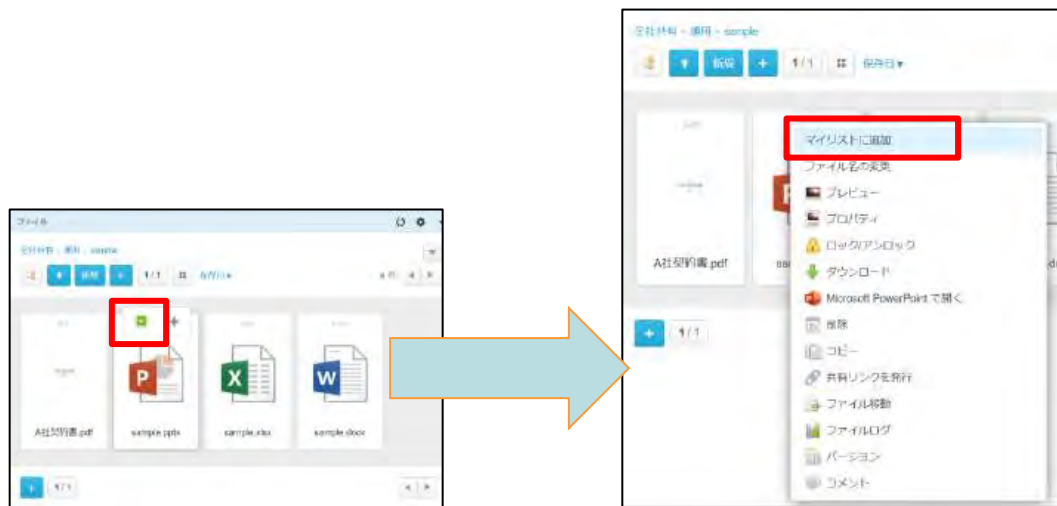 ファイル
全社共有 - 運用 - sample
新規
+
1/1
保存日▼
A社契約書.pdf
sample.pptx
sample.xlsx
sample.docx
+
1/1
全社共有 - 運用 - sample
新規
+
1/1
保存日▼
マイリストに追加
ファイル名の変更
プレビュー
プロパティ
ロック/アンロック
ダウンロード
Microsoft PowerPoint で開く
削除
コピー
共有リンクを発行
ファイル移動
ファイルログ
バージョン
コメント
A社契約書.pdf
+
1/1